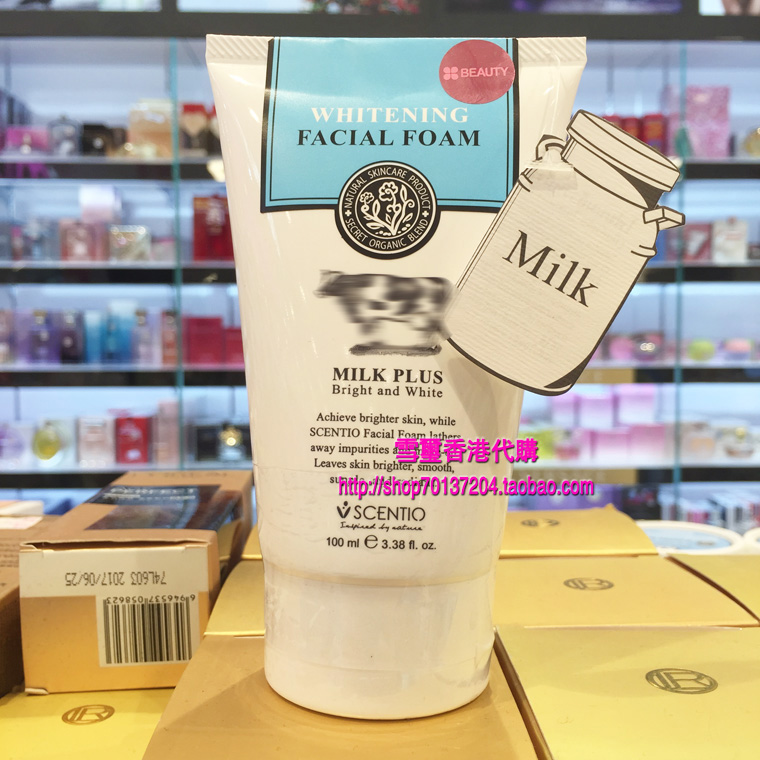 BEAUTY
WHITENING
FACIAL FOAM
NATURAL SKINCARE PRODUCT
SECRET ORGANIC BLEND
Milk
MILK PLUS
Bright and White
Achieve brighter skin, while
SCENTIO Facial Foam lathers
away impurities
Leaves skin brighter, smooth,
雪璽香港代購
http://shop70137204.taobao.com
SCENTIO
Inspired by nature
100 ml e 3.38 fl. oz.
PERFECT
74L603 2017/06/25
6946537058623